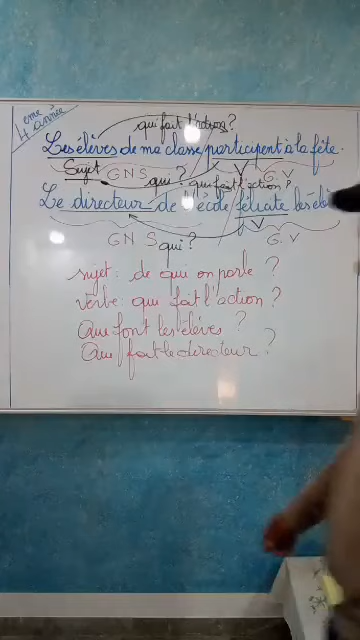 4ème année
qui fait l'action?
Les élèves de ma classe participent à la fête.
Sujet GNS qui? V G.V
qui fait l'action?
Le directeur de l'école félicite les
GNS qui? V G.V
sujet: de qui on parle?
verbe: qui fait l'action?
Que font les élèves?
Que fait le directeur?